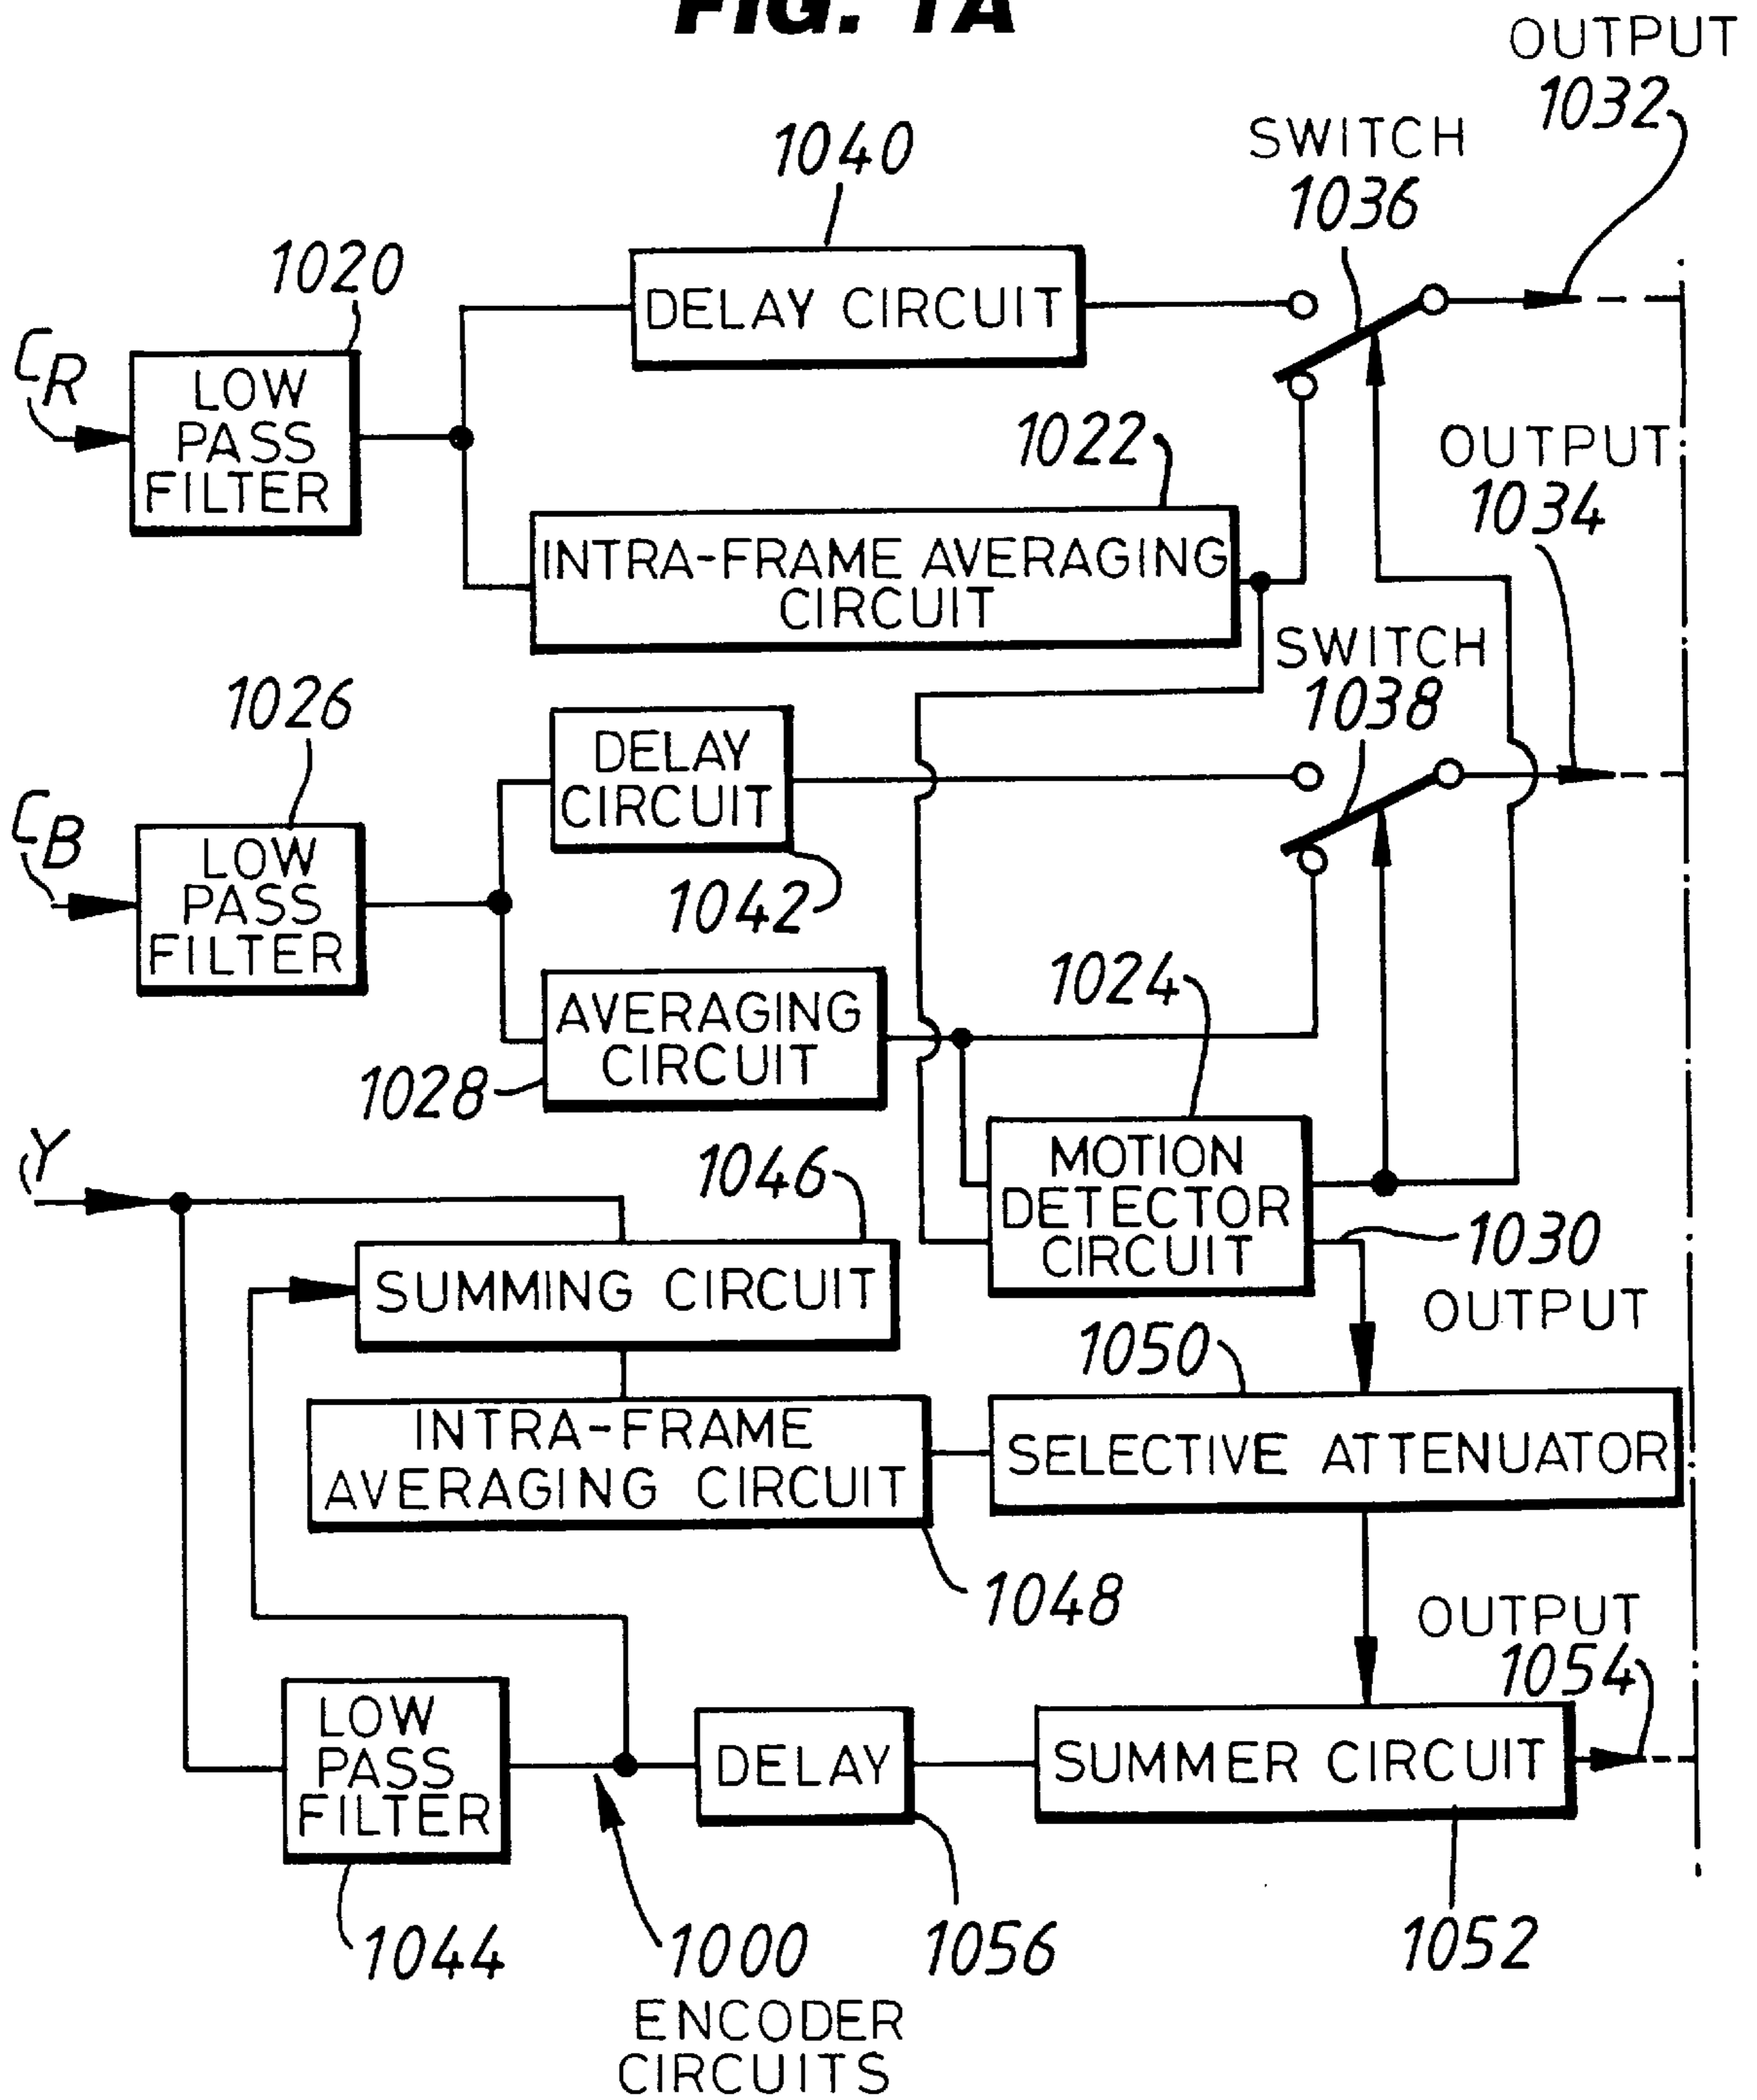 FIG. 1A
OUTPUT
1032
SWITCH
1036
1040
1020
DELAY CIRCUIT
CR
LOW
PASS
FILTER
1022
OUTPUT
1034
INTRA-FRAME AVERAGING
CIRCUIT
SWITCH
1038
1026
DELAY
CIRCUIT
CB
LOW
PASS
FILTER
1042
1024
AVERAGING
CIRCUIT
1028
Y
1046
MOTION
DETECTOR
CIRCUIT
1030
OUTPUT
SUMMING CIRCUIT
1050
INTRA-FRAME
AVERAGING CIRCUIT
SELECTIVE ATTENUATOR
1048
OUTPUT
1054
LOW
PASS
FILTER
DELAY
SUMMER CIRCUIT
1044
1000
ENCODER
CIRCUITS
1056
1052